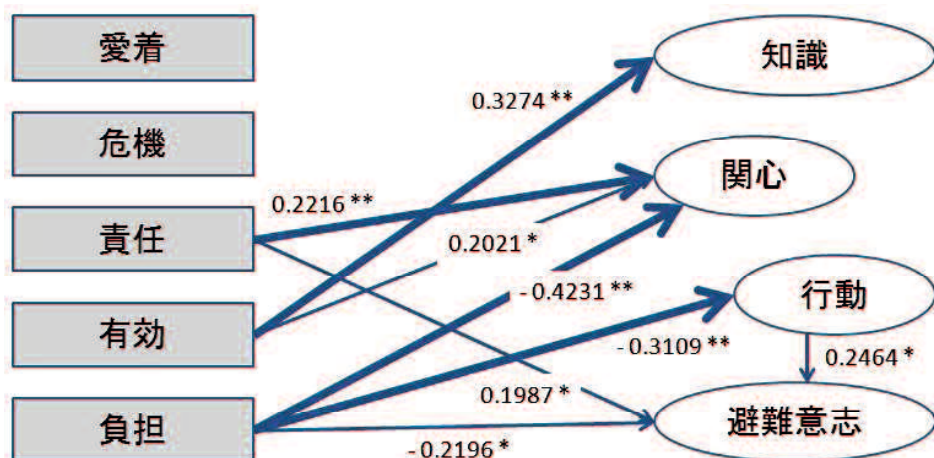 愛着
知識
0.3274 **
危機
関心
0.2216 **
責任
0.2021 *
- 0.4231 **
行動
有効
- 0.3109 **
0.2464 *
0.1987 *
負担
避難意志
- 0.2196 *